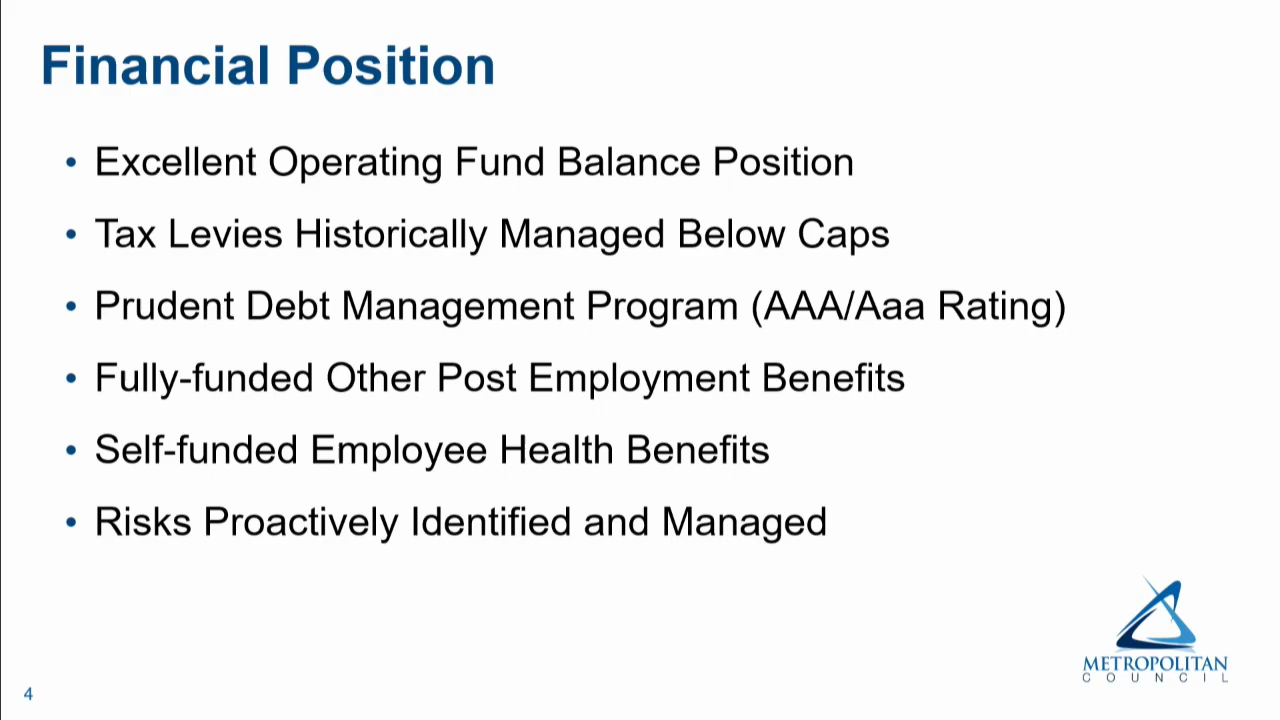 Financial Position
• Excellent Operating Fund Balance Position
• Tax Levies Historically Managed Below Caps
• Prudent Debt Management Program (AAA/Aaa Rating)
• Fully-funded Other Post Employment Benefits
• Self-funded Employee Health Benefits
• Risks Proactively Identified and Managed
METROPOLITAN
COUNCIL
4